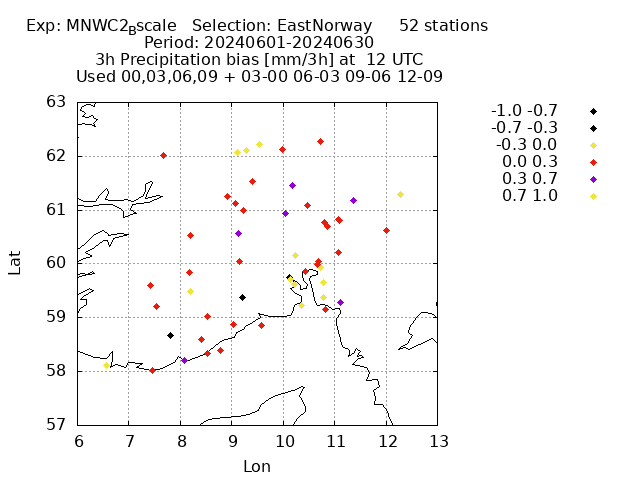 Exp: MNWC2Bscale Selection: EastNorway 52 stations
Period: 20240601-20240630
3h Precipitation bias [mm/3h] at 12 UTC
Used 00,03,06,09 + 03-00 06-03 09-06 12-09
63
62
61
60
59
58
57
Lat
6 7 8 9 10 11 12 13
Lon
-1.0 -0.7
-0.7 -0.3
-0.3 0.0
0.0 0.3
0.3 0.7
0.7 1.0